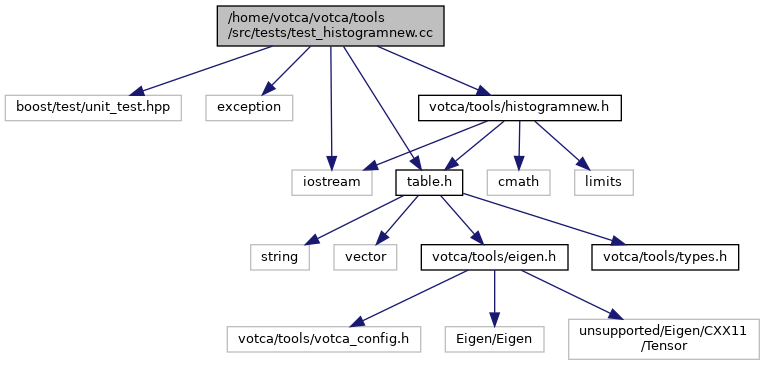 /home/votca/votca/tools
/src/tests/test_histogramnew.cc
boost/test/unit_test.hpp
exception
votca/tools/histogramnew.h
iostream
table.h
cmath
limits
string
vector
votca/tools/eigen.h
votca/tools/types.h
votca/tools/votca_config.h
Eigen/Eigen
unsupported/Eigen/CXX11
/Tensor